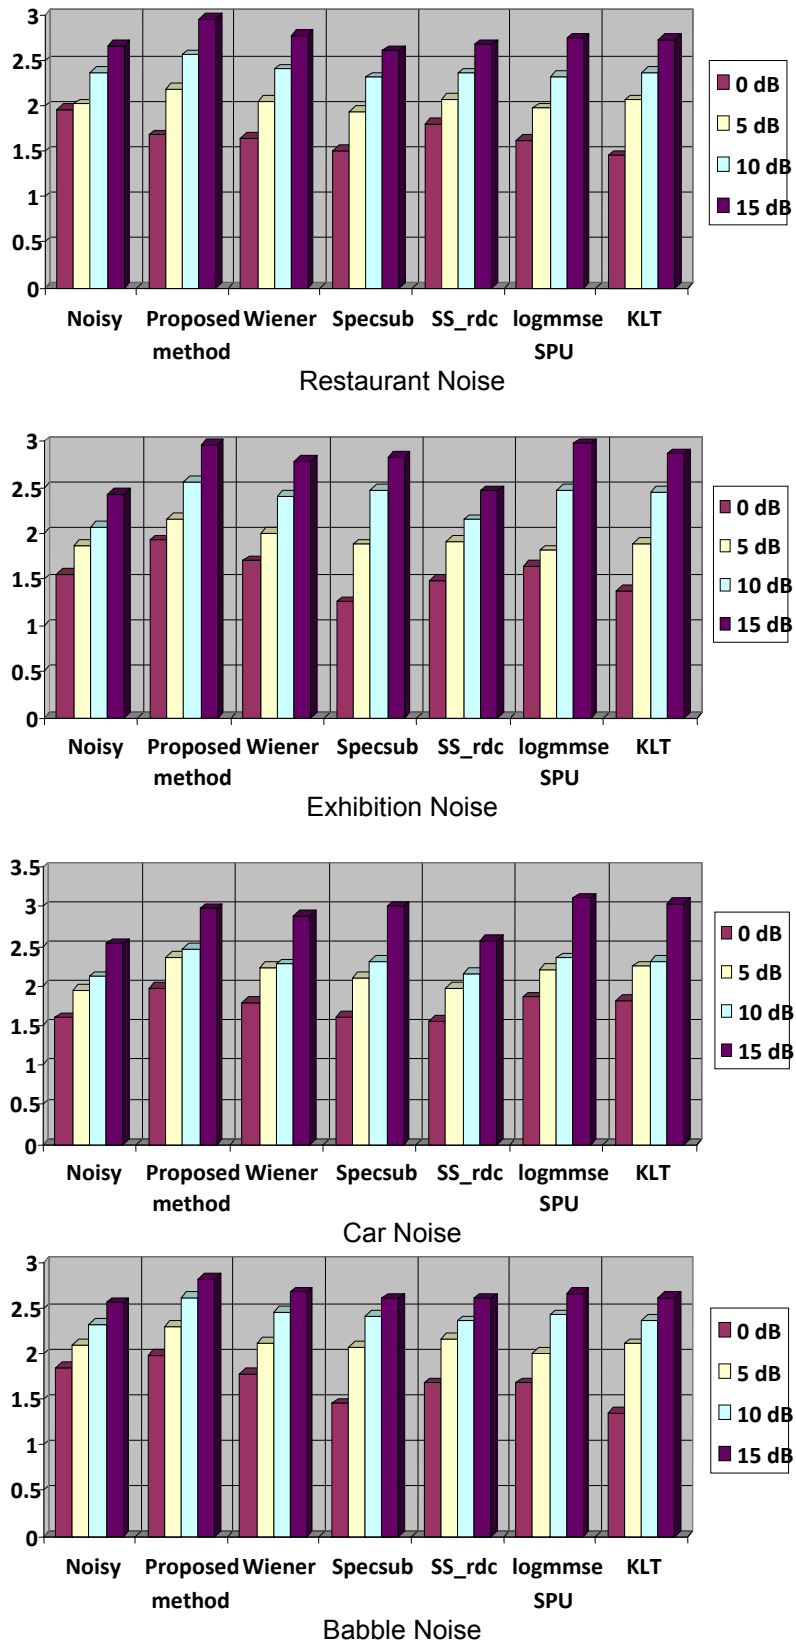 3
2.5
2
1.5
1
0.5
0
Noisy Proposed Wiener Specsub SS_rdc logmmse KLT
method SPU
0 dB
5 dB
10 dB
15 dB
Restaurant Noise
3
2.5
2
1.5
1
0.5
0
Noisy Proposed Wiener Specsub SS_rdc logmmse KLT
method SPU
0 dB
5 dB
10 dB
15 dB
Exhibition Noise
3.5
3
2.5
2
1.5
1
0.5
0
Noisy Proposed Wiener Specsub SS_rdc logmmse KLT
method SPU
0 dB
5 dB
10 dB
15 dB
Car Noise
3
2.5
2
1.5
1
0.5
0
Noisy Proposed Wiener Specsub SS_rdc logmmse KLT
method SPU
0 dB
5 dB
10 dB
15 dB
Babble Noise